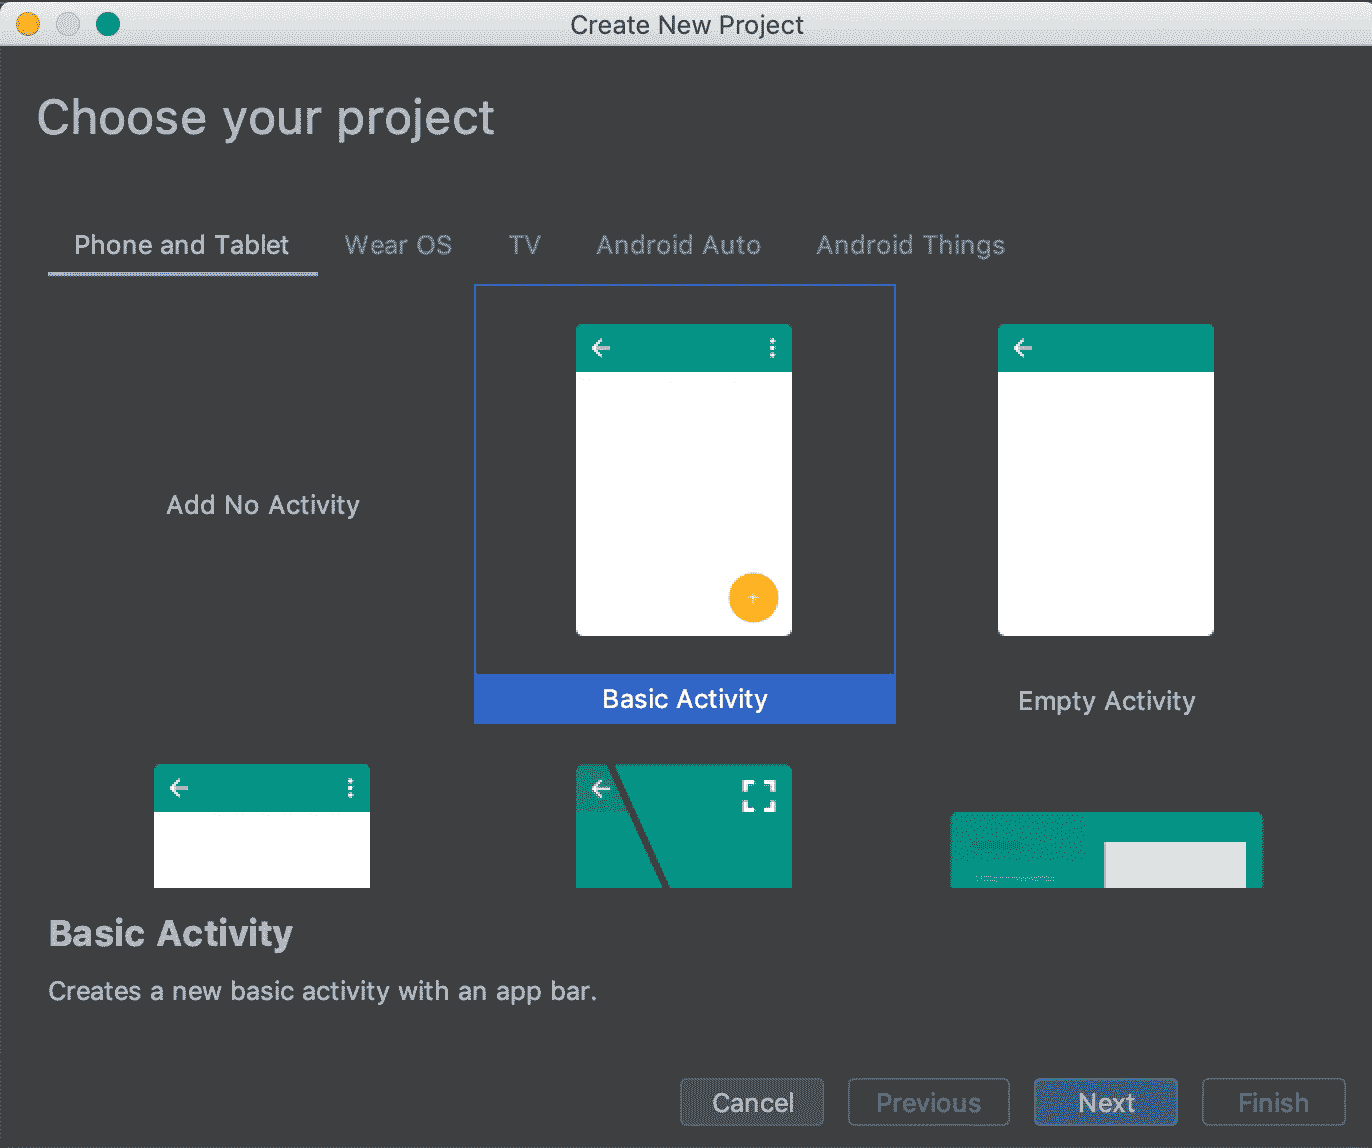 Create New Project
Choose your project
Phone and Tablet Wear OS TV Android Auto Android Things
Add No Activity
Basic Activity
Empty Activity
Basic Activity
Creates a new basic activity with an app bar.
Cancel Previous Next Finish